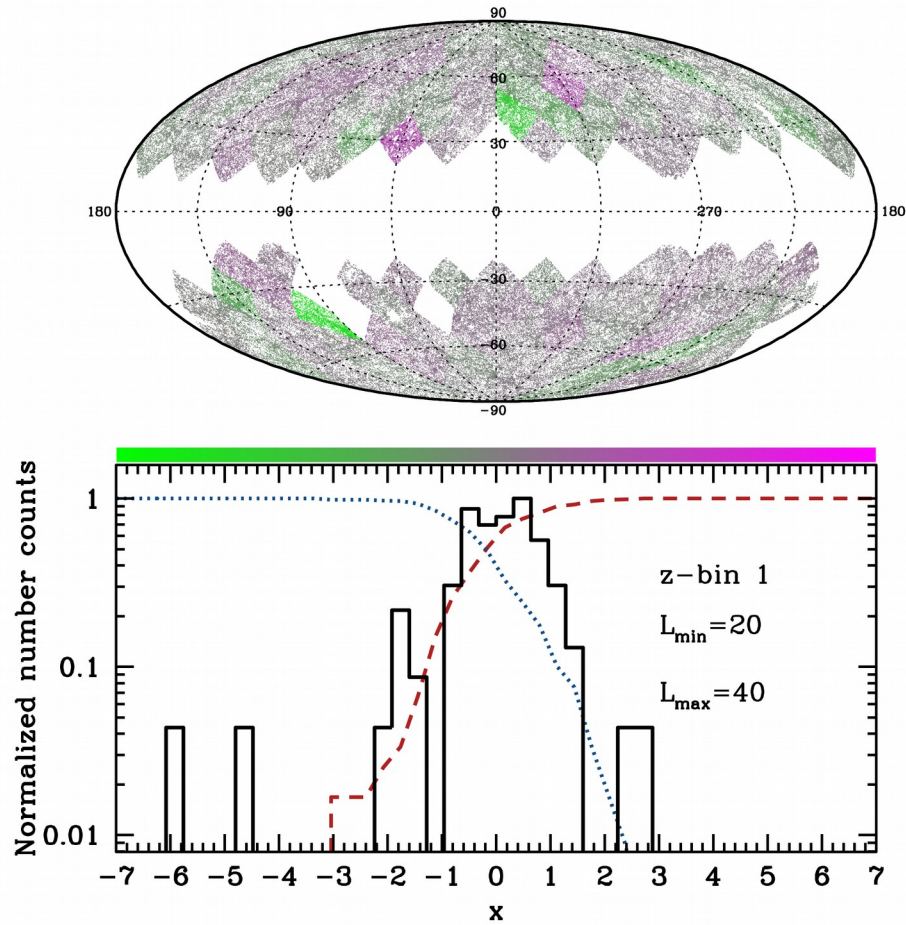 90
60
30
180 90 0 270 180
−30
−60
−90
Normalized number counts
1
0.1
0.01
z−bin 1
Lmin=20
Lmax=40
−7 −6 −5 −4 −3 −2 −1 0 1 2 3 4 5 6 7
x